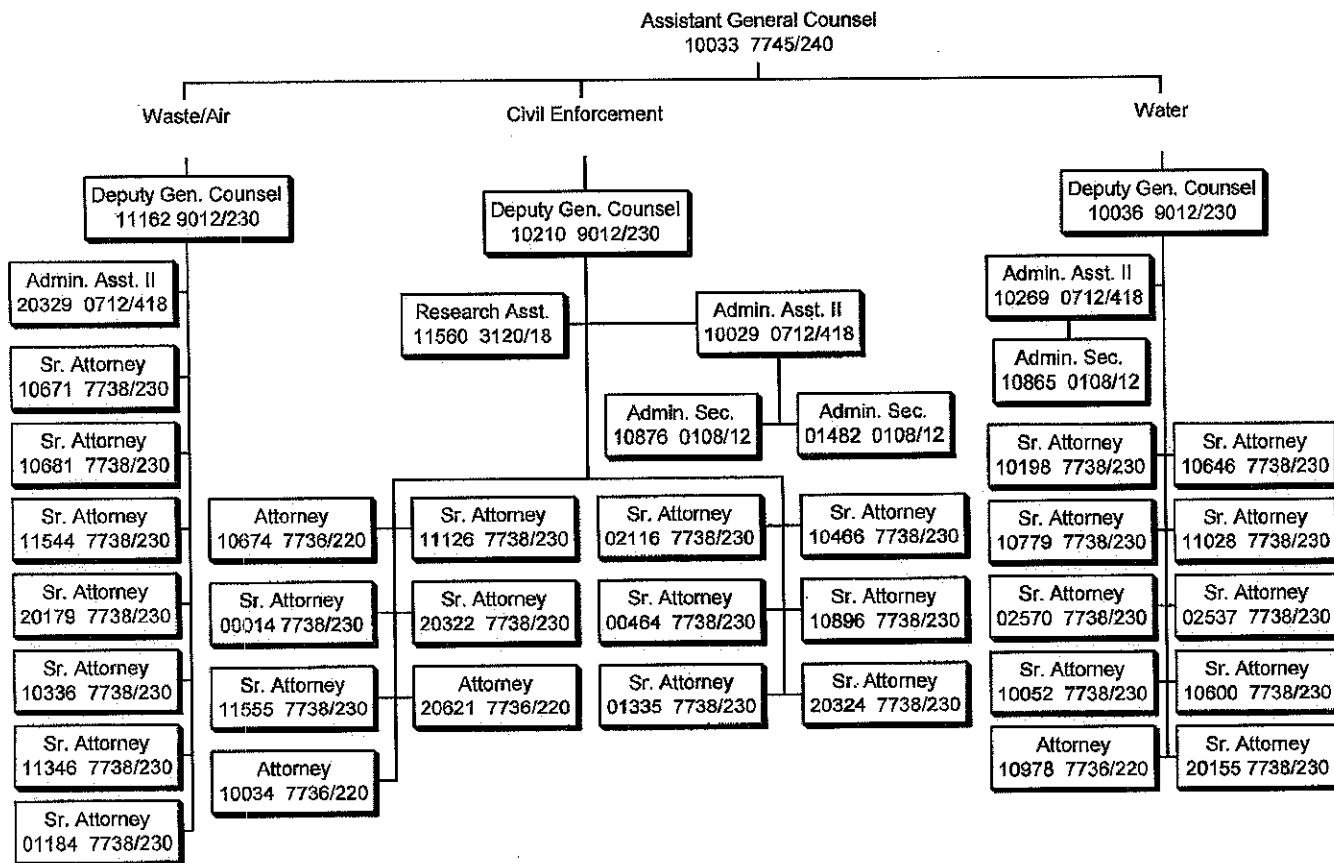 Assistant General Counsel
10033 7745/240
Waste/Air
Deputy Gen. Counsel
11162 9012/230
Admin. Asst. II
20329 0712/418
Sr. Attorney
10671 7738/230
Sr. Attorney
10681 7738/230
Sr. Attorney
11544 7738/230
Sr. Attorney
20179 7738/230
Sr. Attorney
10336 7738/230
Sr. Attorney
11346 7738/230
Sr. Attorney
01184 7738/230
Civil Enforcement
Deputy Gen. Counsel
10210 9012/230
Research Asst.
11560 3120/18
Admin. Asst. II
10029 0712/418
Admin. Sec.
10876 0108/12
Admin. Sec.
01482 0108/12
Attorney
10674 7736/220
Sr. Attorney
11126 7738/230
Sr. Attorney
00014 7738/230
Sr. Attorney
20322 7738/230
Sr. Attorney
11555 7738/230
Attorney
20621 7736/220
Attorney
10034 7736/220
Sr. Attorney
02116 7738/230
Sr. Attorney
10466 7738/230
Sr. Attorney
00464 7738/230
Sr. Attorney
10896 7738/230
Sr. Attorney
01335 7738/230
Sr. Attorney
20324 7738/230
Water
Deputy Gen. Counsel
10036 9012/230
Admin. Asst. II
10269 0712/418
Admin. Sec.
10865 0108/12
Sr. Attorney
10198 7738/230
Sr. Attorney
10646 7738/230
Sr. Attorney
10779 7738/230
Sr. Attorney
11028 7738/230
Sr. Attorney
02570 7738/230
Sr. Attorney
02537 7738/230
Sr. Attorney
10052 7738/230
Sr. Attorney
10600 7738/230
Attorney
10978 7736/220
Sr. Attorney
20155 7738/230